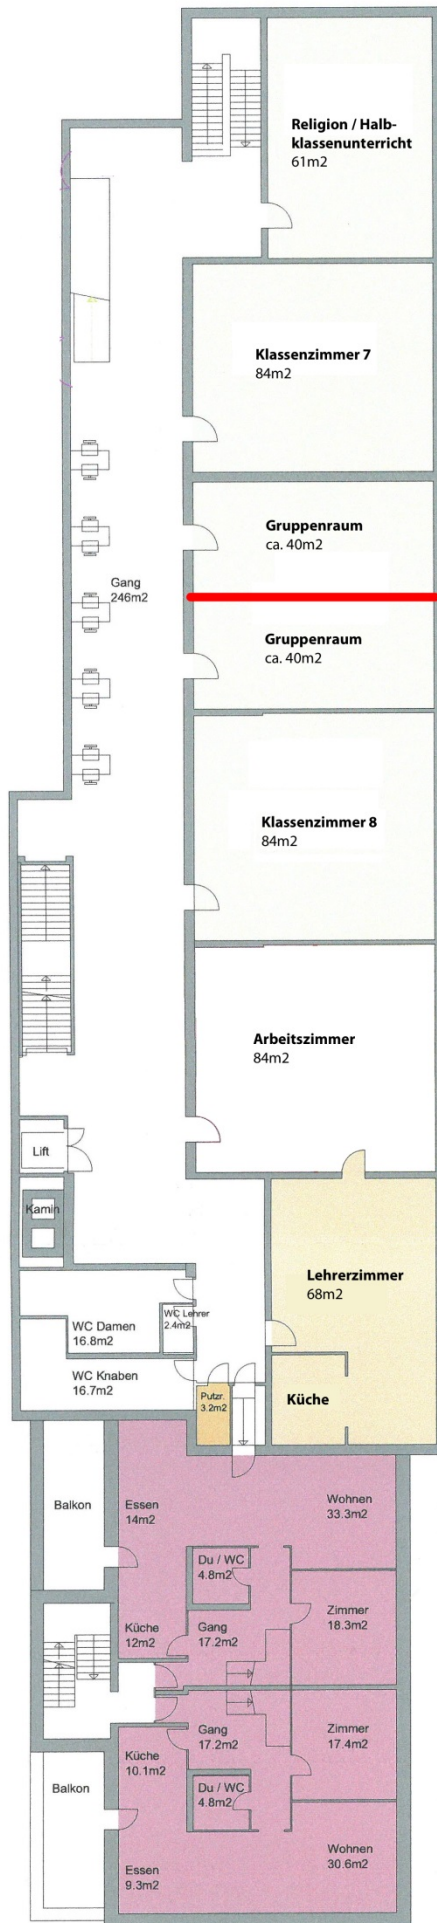 Religion / Halb-
klassenunterricht
61m2
Klassenzimmer 7
84m2
Gruppenraum
ca. 40m2
Gang
246m2
Gruppenraum
ca. 40m2
Klassenzimmer 8
84m2
Arbeitszimmer
84m2
Lift
Kamin
Lehrerzimmer
68m2
WC Lehrer
2.4m2
WC Damen
16.8m2
WC Knaben
16.7m2
Putzr.
3.2m2
Küche
Balkon
Essen
14m2
Wohnen
33.3m2
Du / WC
4.8m2
Küche
12m2
Gang
17.2m2
Zimmer
18.3m2
Gang
17.2m2
Zimmer
17.4m2
Küche
10.1m2
Balkon
Du / WC
4.8m2
Essen
9.3m2
Wohnen
30.6m2